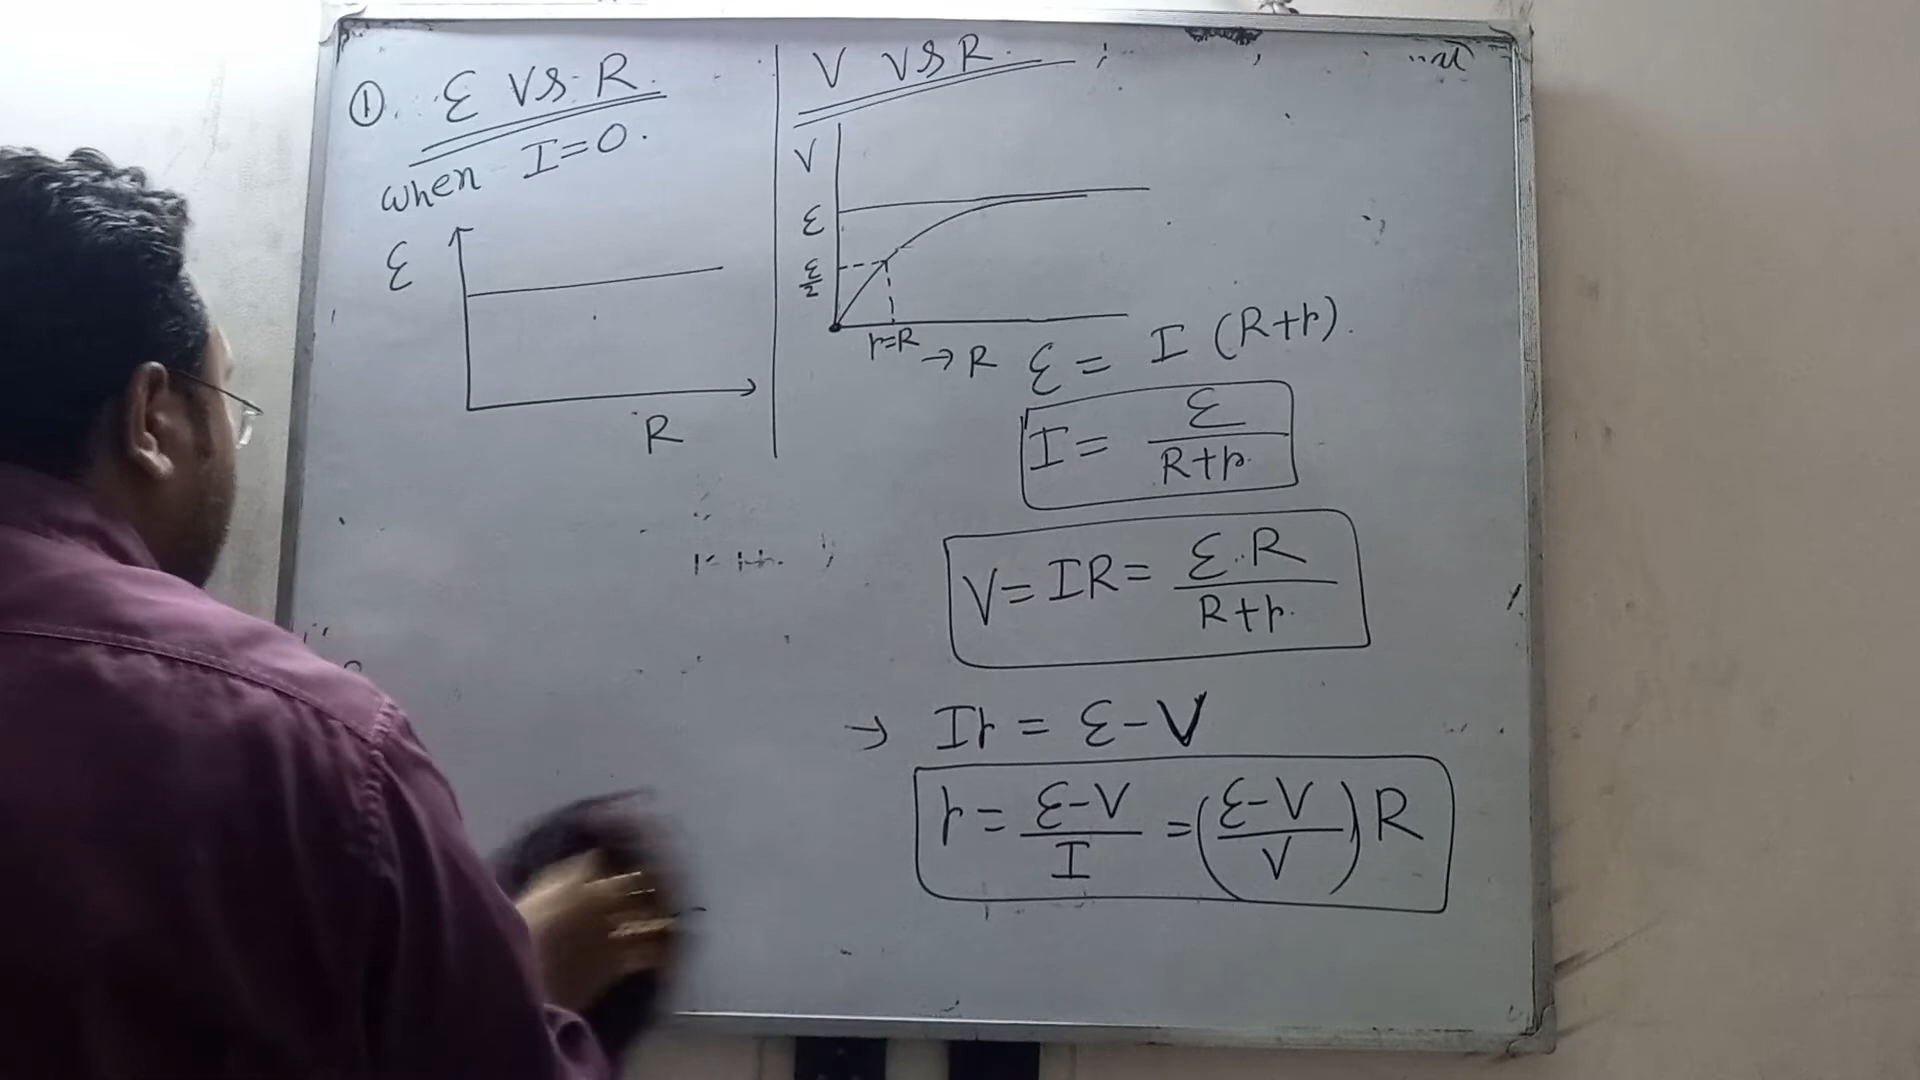 ① Ɛ VS R.
when I=0.
Ɛ
R
V VS R.
V
Ɛ
Ɛ/2
r=R
→ R
Ɛ = I (R+r).
I = Ɛ/(R+r)
V = IR = Ɛ.R/(R+r)
→ Ir = Ɛ-V
r = (Ɛ-V)/I = ((Ɛ-V)/V) R